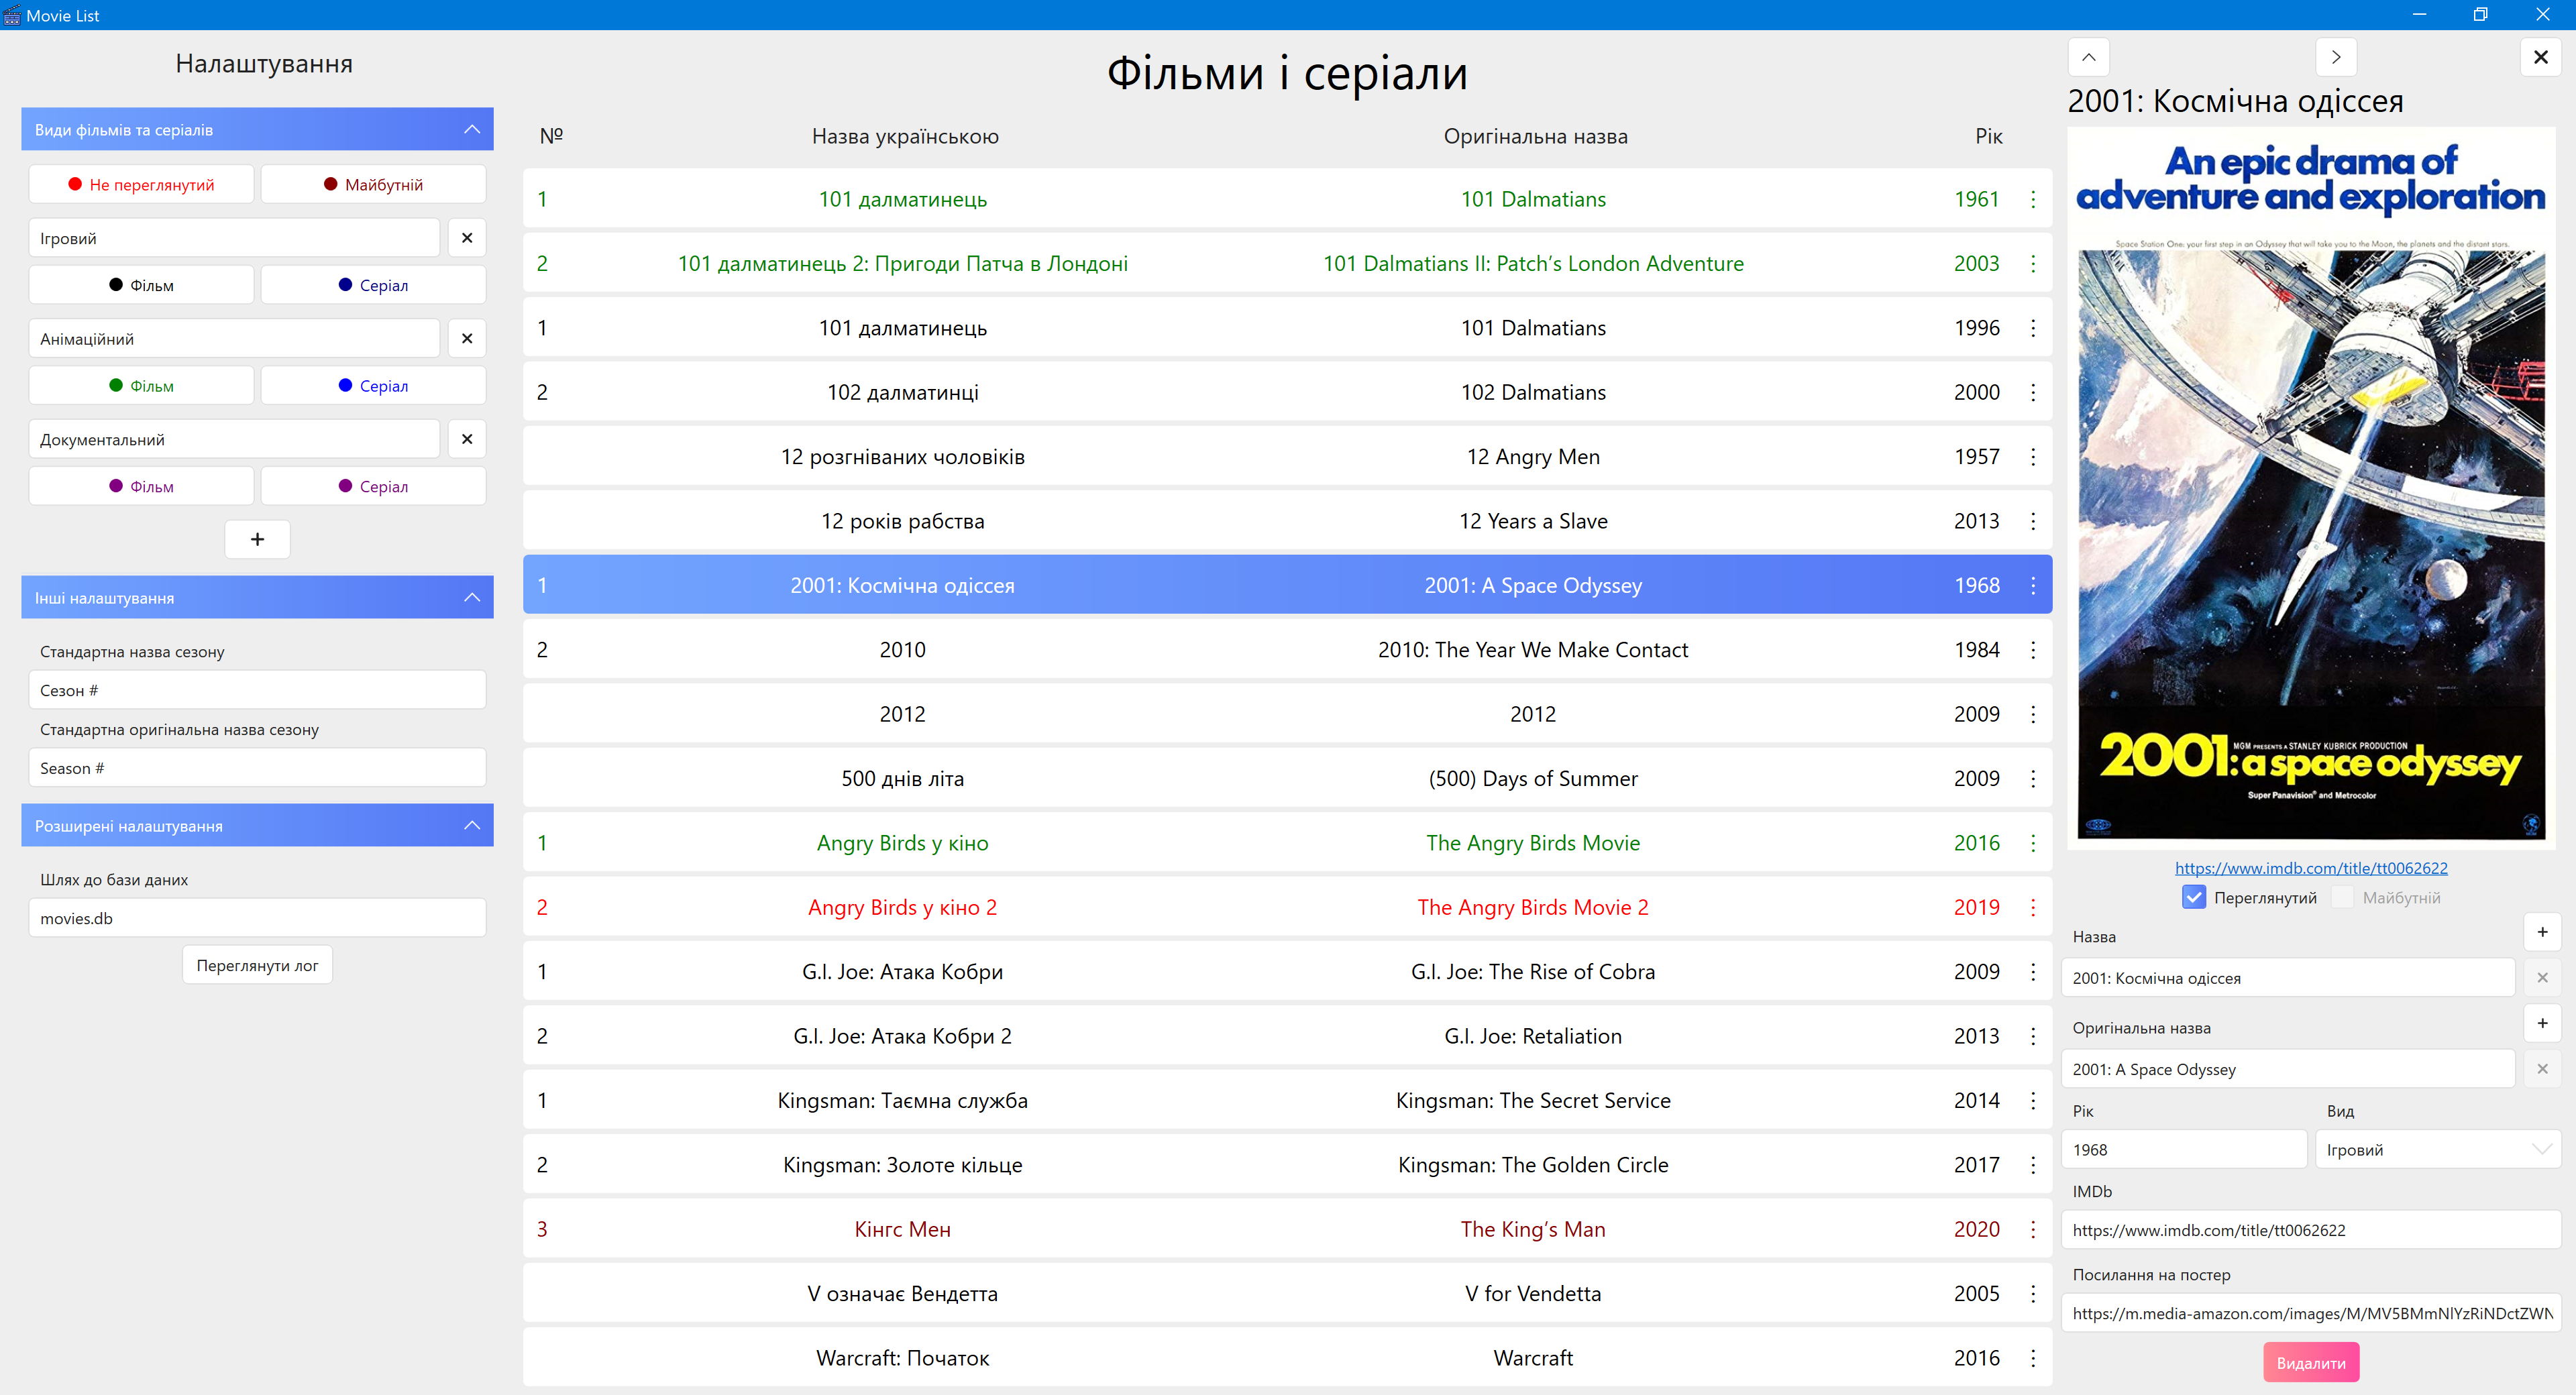 Movie List
Налаштування
Види фільмів та серіалів
Не переглянутий
Майбутній
Ігровий
Фільм
Серіал
Анімаційний
Фільм
Серіал
Документальний
Фільм
Серіал
+
Інші налаштування
Стандартна назва сезону
Сезон #
Стандартна оригінальна назва сезону
Season #
Розширені налаштування
Шлях до бази даних
movies.db
Переглянути лог
Фільми і серіали
№ Назва українською Оригінальна назва Рік
1 101 далматинець 101 Dalmatians 1961
2 101 далматинець 2: Пригоди Патча в Лондоні 101 Dalmatians II: Patch’s London Adventure 2003
1 101 далматинець 101 Dalmatians 1996
2 102 далматинці 102 Dalmatians 2000
12 розгніваних чоловіків 12 Angry Men 1957
12 років рабства 12 Years a Slave 2013
1 2001: Космічна одіссея 2001: A Space Odyssey 1968
2 2010 2010: The Year We Make Contact 1984
2012 2012 2009
500 днів літа (500) Days of Summer 2009
1 Angry Birds у кіно The Angry Birds Movie 2016
2 Angry Birds у кіно 2 The Angry Birds Movie 2 2019
1 G.I. Joe: Атака Кобри G.I. Joe: The Rise of Cobra 2009
2 G.I. Joe: Атака Кобри 2 G.I. Joe: Retaliation 2013
1 Kingsman: Таємна служба Kingsman: The Secret Service 2014
2 Kingsman: Золоте кільце Kingsman: The Golden Circle 2017
3 Кінгс Мен The King’s Man 2020
V означає Вендетта V for Vendetta 2005
Warcraft: Початок Warcraft 2016
2001: Космічна одіссея
An epic drama of
adventure and exploration
Space Station One: your first step in an Odyssey that will take you to the Moon, the planets and the distant stars.
MGM PRESENTS A STANLEY KUBRICK PRODUCTION
2001: a space odyssey
Super Panavision® and Metrocolor
https://www.imdb.com/title/tt0062622
Переглянутий
Майбутній
Назва
+
2001: Космічна одіссея
Оригінальна назва
+
2001: A Space Odyssey
Рік Вид
1968 Ігровий
IMDb
https://www.imdb.com/title/tt0062622
Посилання на постер
https://m.media-amazon.com/images/M/MV5BMmNlYzRiNDctZWN
Видалити